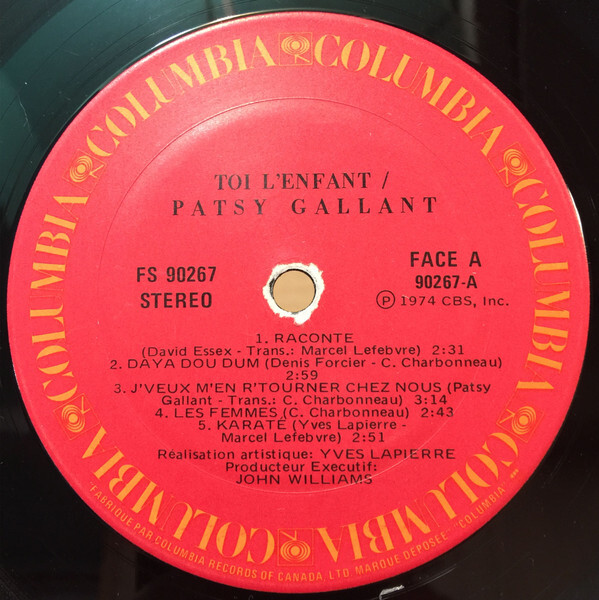 COLUMBIA COLUMBIA COLUMBIA COLUMBIA COLUMBIA COLUMBIA COLUMBIA COLUMBIA
TOI L'ENFANT /
PATSY GALLANT
FS 90267
STEREO
FACE A
90267-A
Ⓟ 1974 CBS, Inc.
1. RACONTE
(David Essex - Trans.: Marcel Lefebvre) 2:31
2. DAYA DOU DUM (Denis Forcier - C. Charbonneau)
2:59
3. J'VEUX M'EN R'TOURNER CHEZ NOUS (Patsy
Gallant - Trans.: C. Charbonneau) 3:14
4. LES FEMMES (C. Charbonneau) 2:43
5. KARATÉ (Yves Lapierre -
Marcel Lefebvre) 2:51
Réalisation artistique: YVES LAPIERRE
Producteur Executif:
JOHN WILLIAMS
FABRIQUE PAR COLUMBIA RECORDS OF CANADA, LTD. MARQUE DEPOSEE "COLUMBIA"